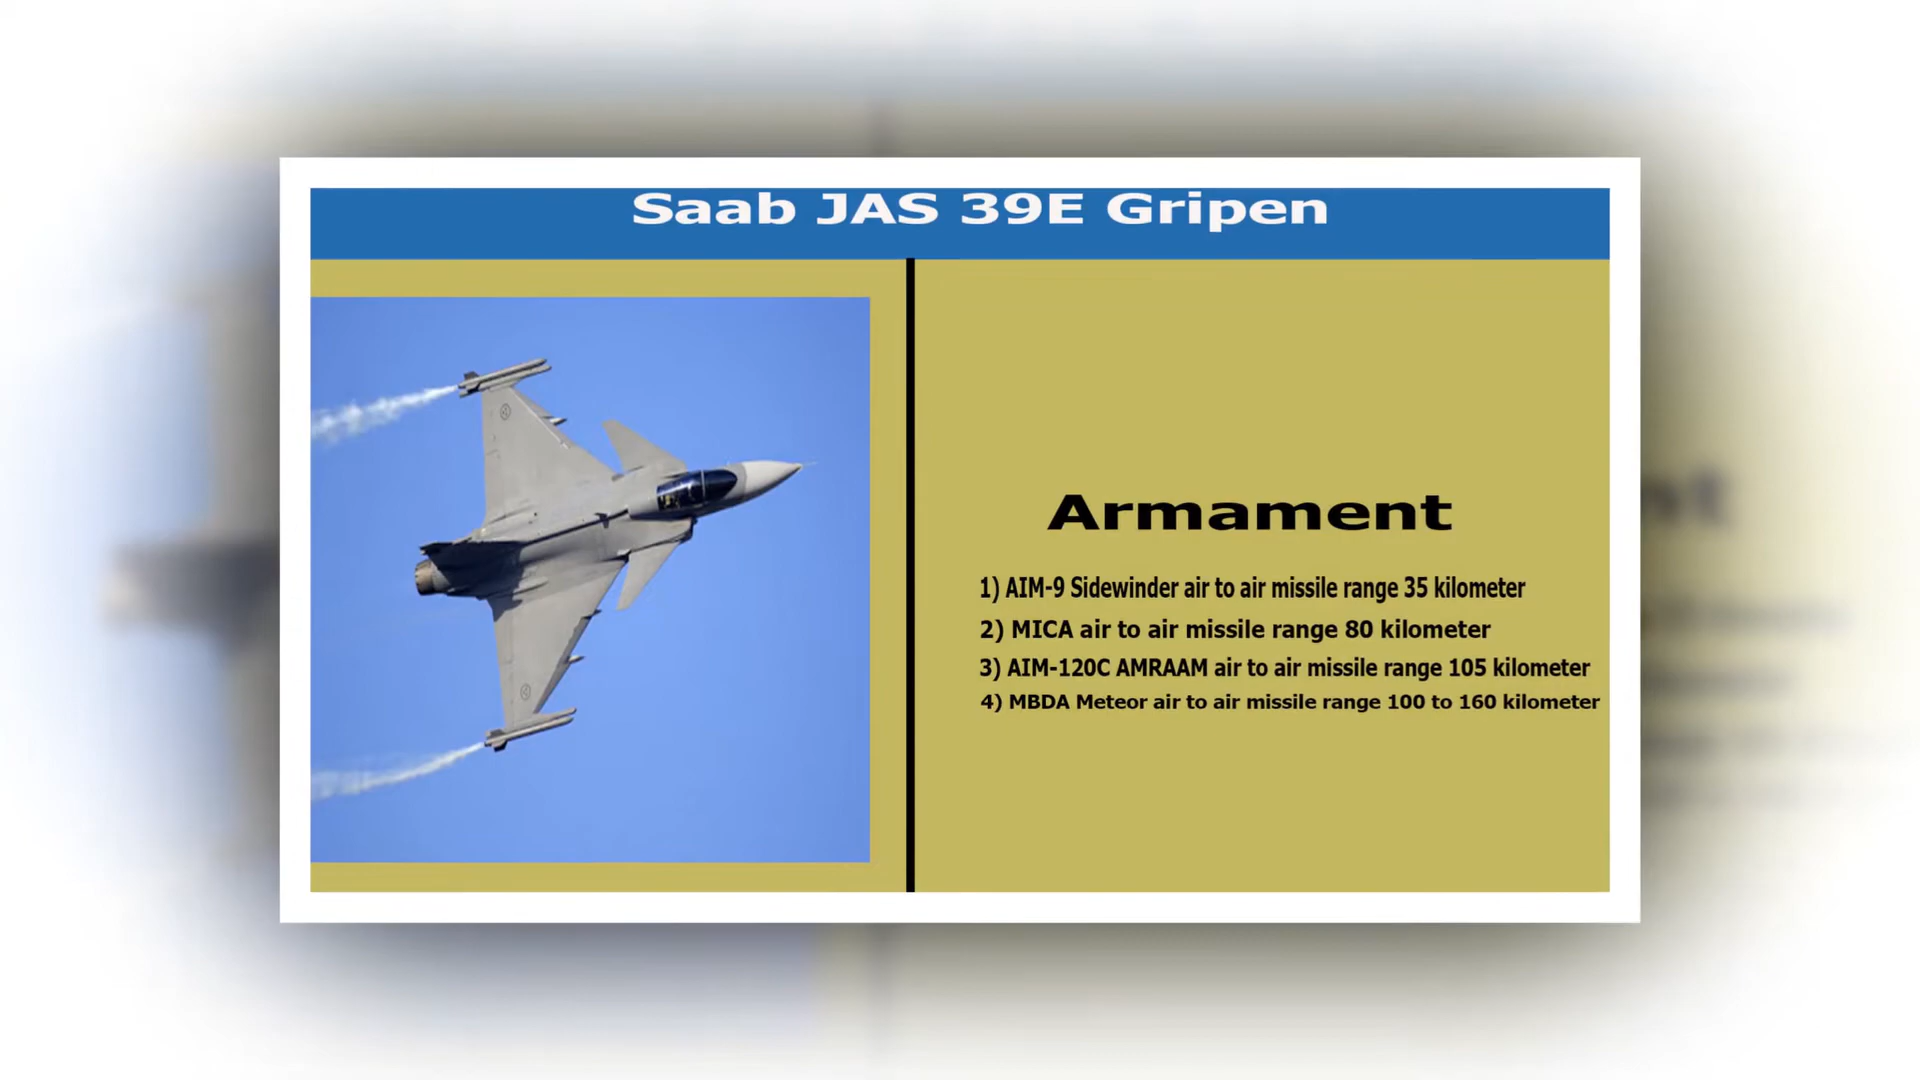 Saab JAS 39E Gripen
Armament
1) AIM-9 Sidewinder air to air missile range 35 kilometer
2) MICA air to air missile range 80 kilometer
3) AIM-120C AMRAAM air to air missile range 105 kilometer
4) MBDA Meteor air to air missile range 100 to 160 kilometer